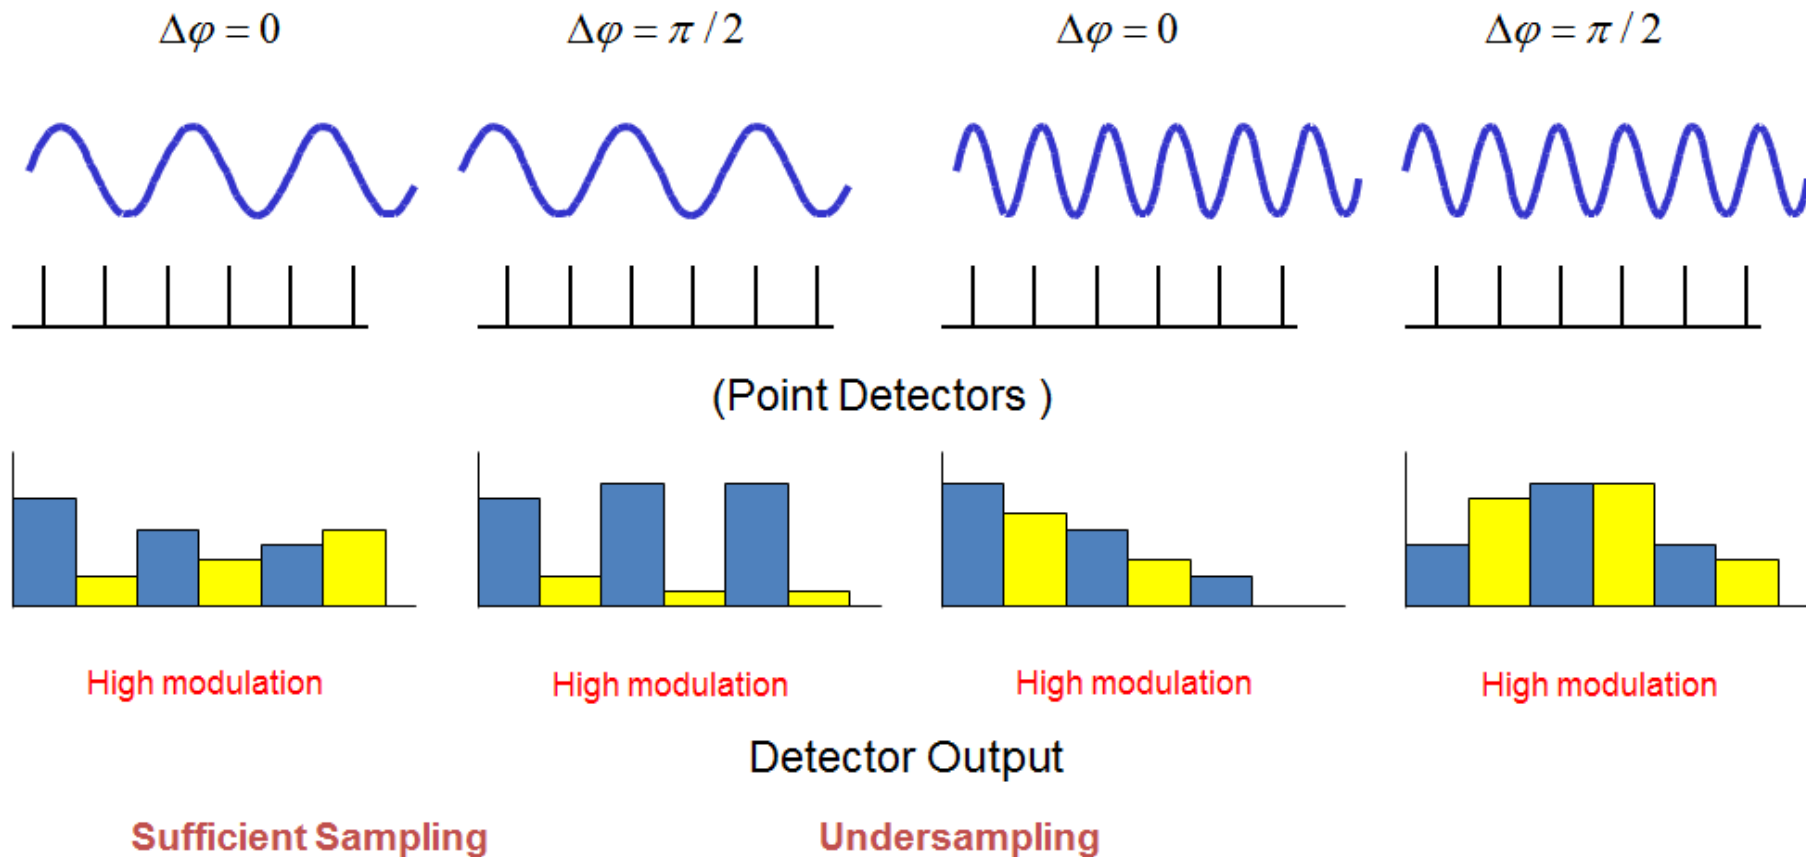 Δφ = 0
Δφ = π / 2
Δφ = 0
Δφ = π / 2
(Point Detectors )
High modulation
High modulation
High modulation
High modulation
Detector Output
Sufficient Sampling
Undersampling